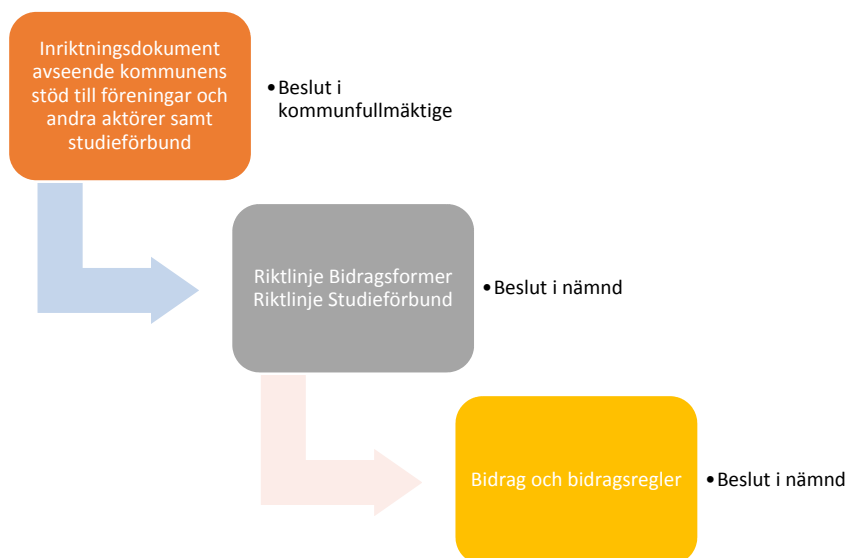 Inriktningsdokument
avseende kommunens
stöd till föreningar och
andra aktörer samt
studieförbund
•Beslut i
kommunfullmäktige
Riktlinje Bidragsformer
Riktlinje Studieförbund
•Beslut i nämnd
Bidrag och bidragsregler
•Beslut i nämnd